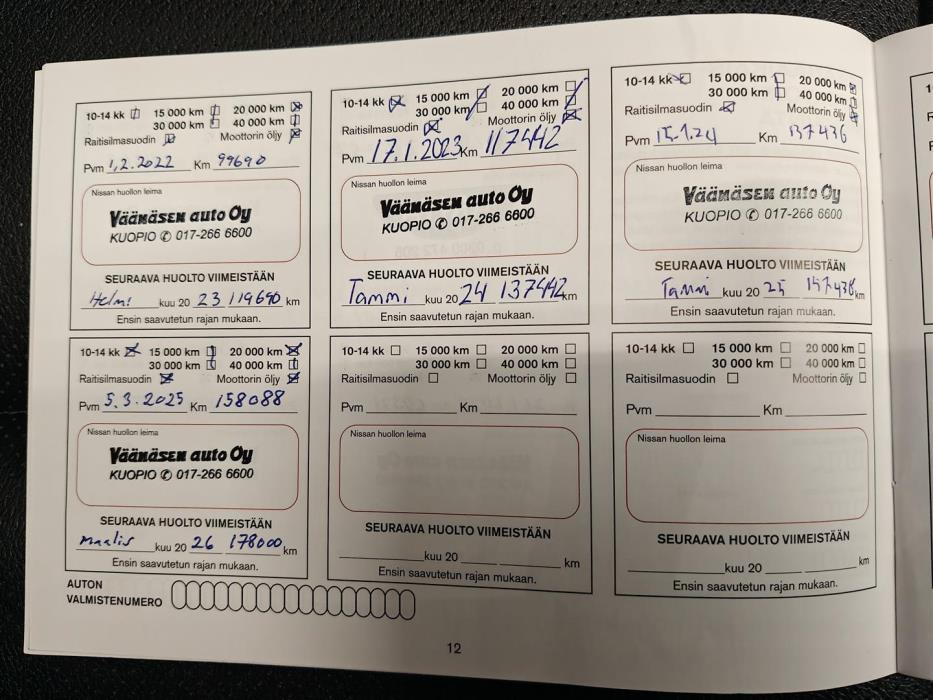 10-14 kk 15 000 km 20 000 km
30 000 km 40 000 km
Raitisilmasuodin Moottorin öljy
Pvm 1.2.2022 Km 99690
Nissan huollon leima
Väänäsen auto Oy
KUOPIO ✆ 017-266 6600
SEURAAVA HUOLTO VIIMEISTÄÄN
Helmi kuu 20 23 119690 km
Ensin saavutetun rajan mukaan.
10-14 kk 15 000 km 20 000 km
30 000 km 40 000 km
Raitisilmasuodin Moottorin öljy
Pvm 17.1.2023 Km 117442
Nissan huollon leima
Väänäsen auto Oy
KUOPIO ✆ 017-266 6600
SEURAAVA HUOLTO VIIMEISTÄÄN
Tammi kuu 20 24 137442 km
Ensin saavutetun rajan mukaan.
10-14 kk 15 000 km 20 000 km
30 000 km 40 000 km
Raitisilmasuodin Moottorin öljy
Pvm 15.1.24 Km 137436
Nissan huollon leima
Väänäsen auto Oy
KUOPIO ✆ 017-266 6600
SEURAAVA HUOLTO VIIMEISTÄÄN
Tammi kuu 20 25 157436 km
Ensin saavutetun rajan mukaan.
10-14 kk 15 000 km 20 000 km
30 000 km 40 000 km
Raitisilmasuodin Moottorin öljy
Pvm 5.3.2025 Km 158088
Nissan huollon leima
Väänäsen auto Oy
KUOPIO ✆ 017-266 6600
SEURAAVA HUOLTO VIIMEISTÄÄN
Maalis kuu 20 26 178000 km
Ensin saavutetun rajan mukaan.
10-14 kk 15 000 km 20 000 km
30 000 km 40 000 km
Raitisilmasuodin Moottorin öljy
Pvm Km
Nissan huollon leima
SEURAAVA HUOLTO VIIMEISTÄÄN
kuu 20 km
Ensin saavutetun rajan mukaan.
10-14 kk 15 000 km 20 000 km
30 000 km 40 000 km
Raitisilmasuodin Moottorin öljy
Pvm Km
Nissan huollon leima
SEURAAVA HUOLTO VIIMEISTÄÄN
kuu 20 km
Ensin saavutetun rajan mukaan.
AUTON
VALMISTENUMERO
12